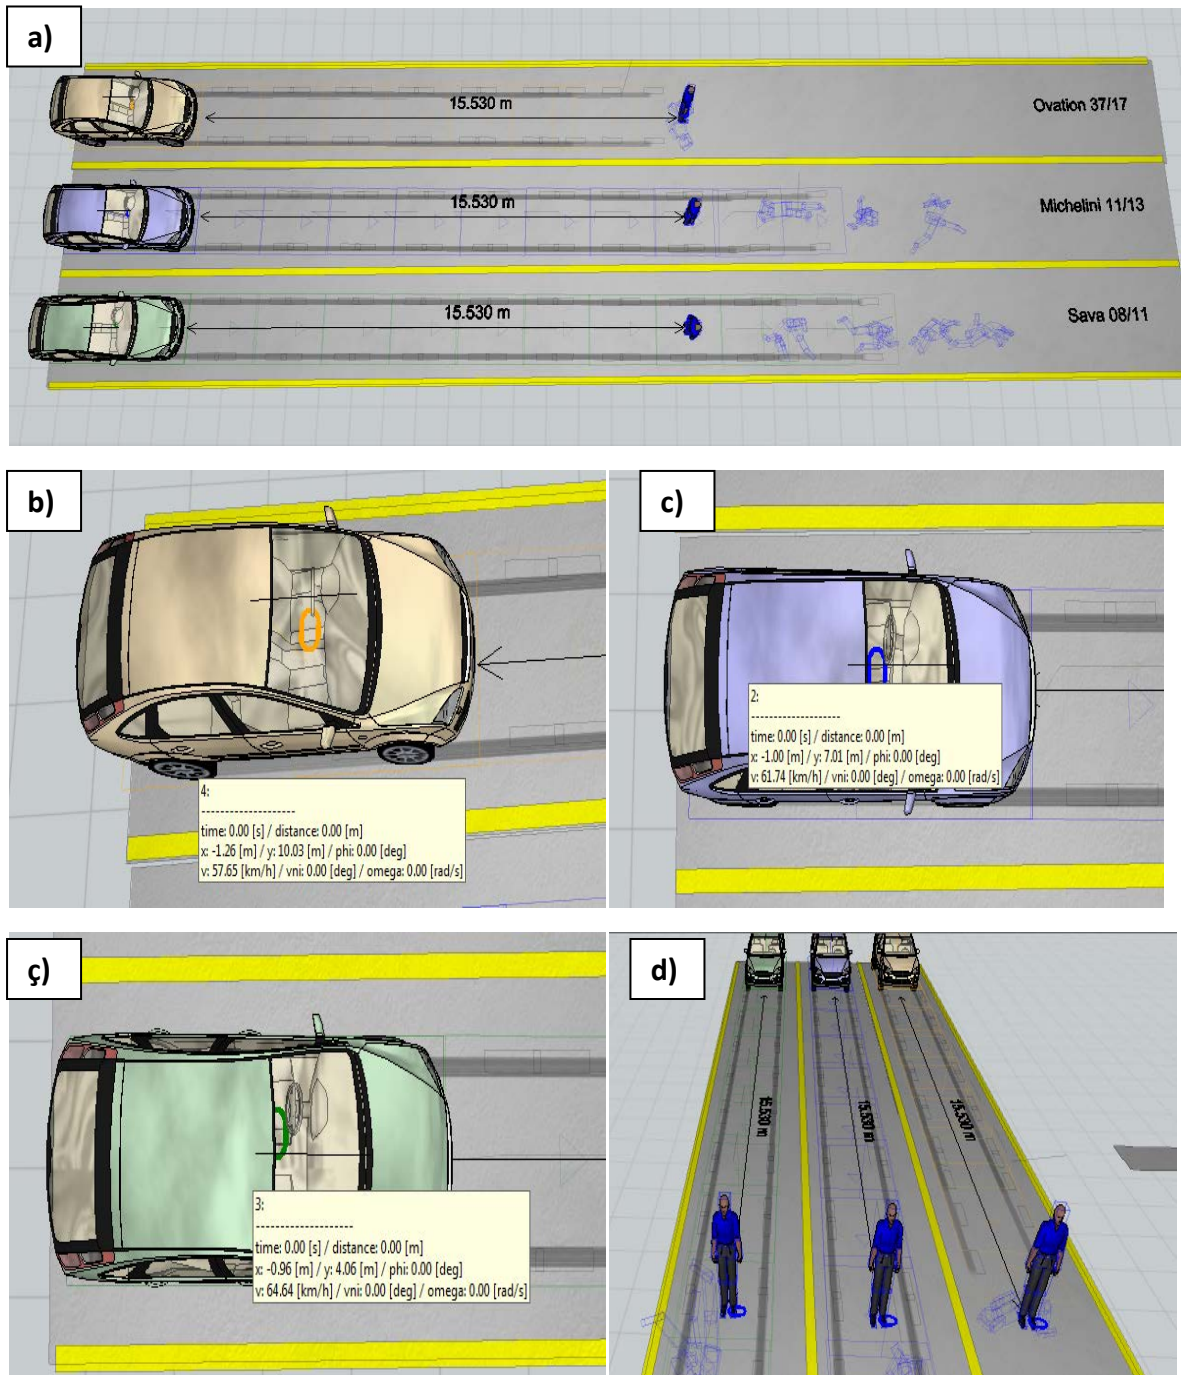 a)
15.530 m
Ovation 37/17
15.530 m
Michelini 11/13
15.530 m
Sava 08/11
b)
4:
--------------------
time: 0.00 [s] / distance: 0.00 [m]
x: -1.26 [m] / y: 10.03 [m] / phi: 0.00 [deg]
v: 57.65 [km/h] / vni: 0.00 [deg] / omega: 0.00 [rad/s]
c)
2:
--------------------
time: 0.00 [s] / distance: 0.00 [m]
x: -1.00 [m] / y: 7.01 [m] / phi: 0.00 [deg]
v: 61.74 [km/h] / vni: 0.00 [deg] / omega: 0.00 [rad/s]
ç)
3:
--------------------
time: 0.00 [s] / distance: 0.00 [m]
x: -0.96 [m] / y: 4.06 [m] / phi: 0.00 [deg]
v: 64.64 [km/h] / vni: 0.00 [deg] / omega: 0.00 [rad/s]
d)
15.530 m
15.530 m
15.530 m